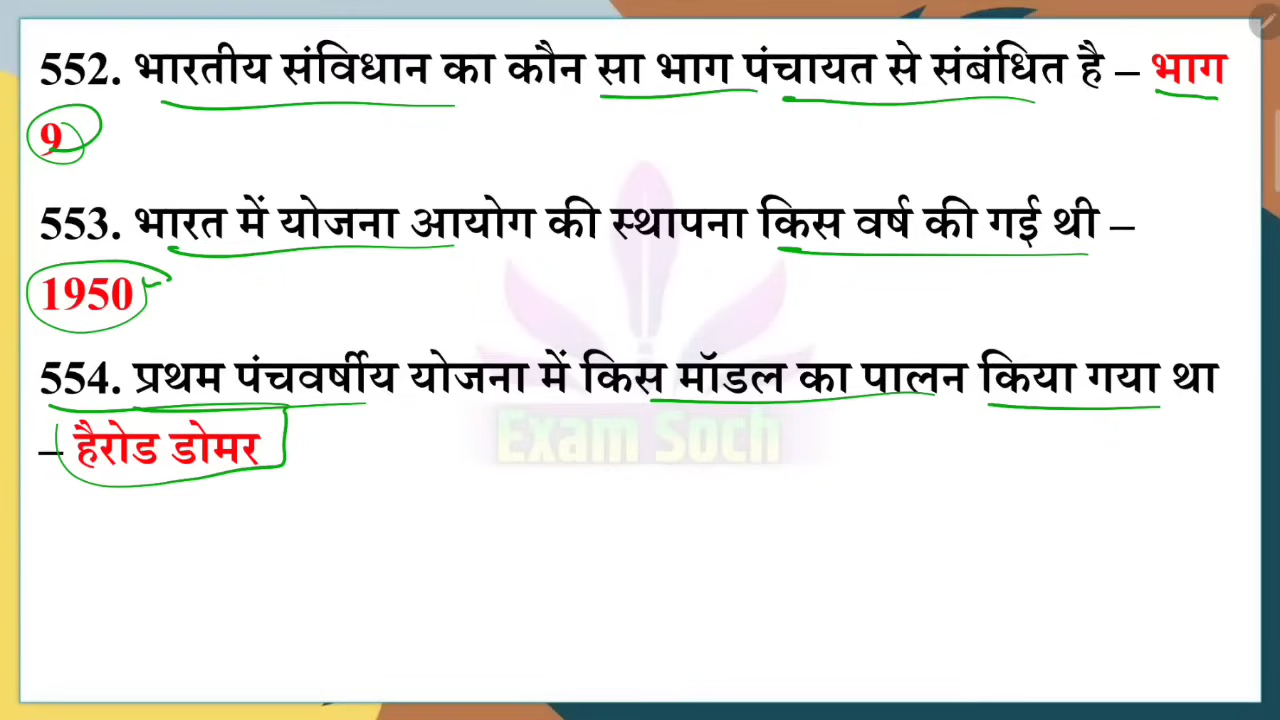 552. भारतीय संविधान का कौन सा भाग पंचायत से संबंधित है – भाग
9
553. भारत में योजना आयोग की स्थापना किस वर्ष की गई थी –
1950
554. प्रथम पंचवर्षीय योजना में किस मॉडल का पालन किया गया था
– हैरोड डोमर
Exam Soch